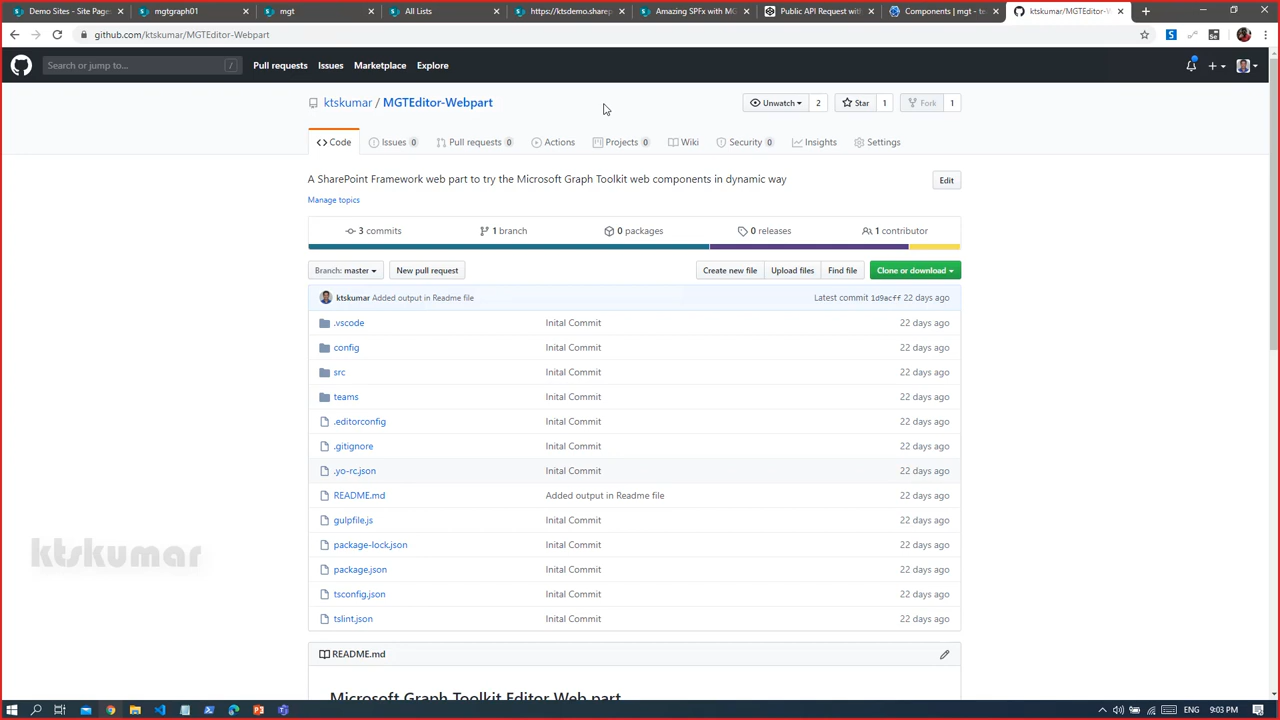 Demo Sites - Site Page:
mgtgraph01
mgt
All Lists
https://ktsdemo.sharep
Amazing SPFx with MG
Public API Request with
Components | mgt - te
ktskumar/MGTEditor-W
github.com/ktskumar/MGTEditor-Webpart
Search or jump to...
/
Pull requests
Issues
Marketplace
Explore
ktskumar / MGTEditor-Webpart
Unwatch 2
Star 1
Fork 1
Code
Issues 0
Pull requests 0
Actions
Projects 0
Wiki
Security 0
Insights
Settings
A SharePoint Framework web part to try the Microsoft Graph Toolkit web components in dynamic way
Edit
Manage topics
3 commits
1 branch
0 packages
0 releases
1 contributor
Branch: master
New pull request
Create new file
Upload files
Find file
Clone or download
ktskumar Added output in Readme file
Latest commit 1d9acff 22 days ago
.vscode Inital Commit 22 days ago
config Inital Commit 22 days ago
src Inital Commit 22 days ago
teams Inital Commit 22 days ago
.editorconfig Inital Commit 22 days ago
.gitignore Inital Commit 22 days ago
.yo-rc.json Inital Commit 22 days ago
README.md Added output in Readme file 22 days ago
gulpfile.js Inital Commit 22 days ago
package-lock.json Inital Commit 22 days ago
package.json Inital Commit 22 days ago
tsconfig.json Inital Commit 22 days ago
tslint.json Inital Commit 22 days ago
ktskumar
README.md
Microsoft Graph Toolkit Editor Web part
ENG
9:03 PM